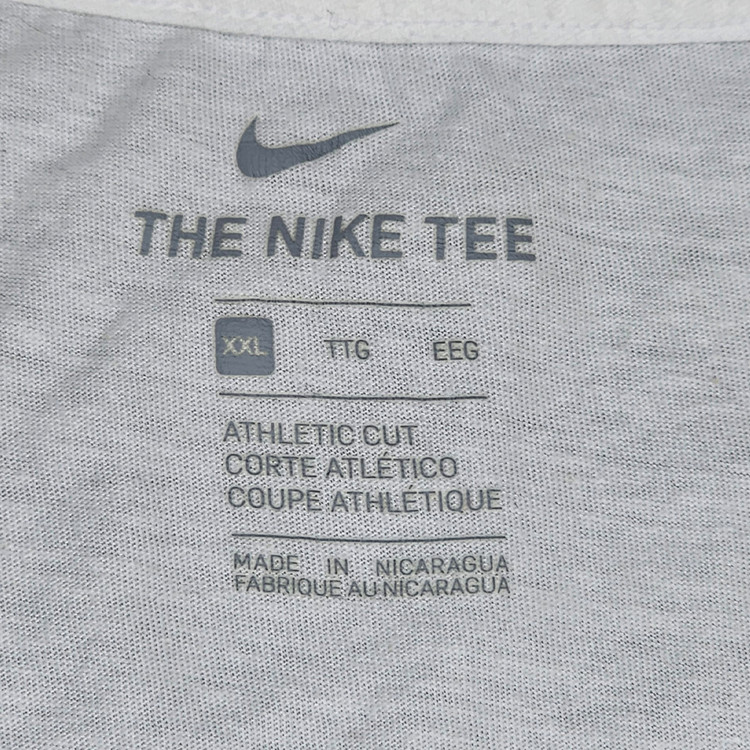 THE NIKE TEE
XXL TTG EEG
ATHLETIC CUT
CORTE ATLÉTICO
COUPE ATHLÉTIQUE
MADE IN NICARAGUA
FABRIQUE AU NICARAGUA